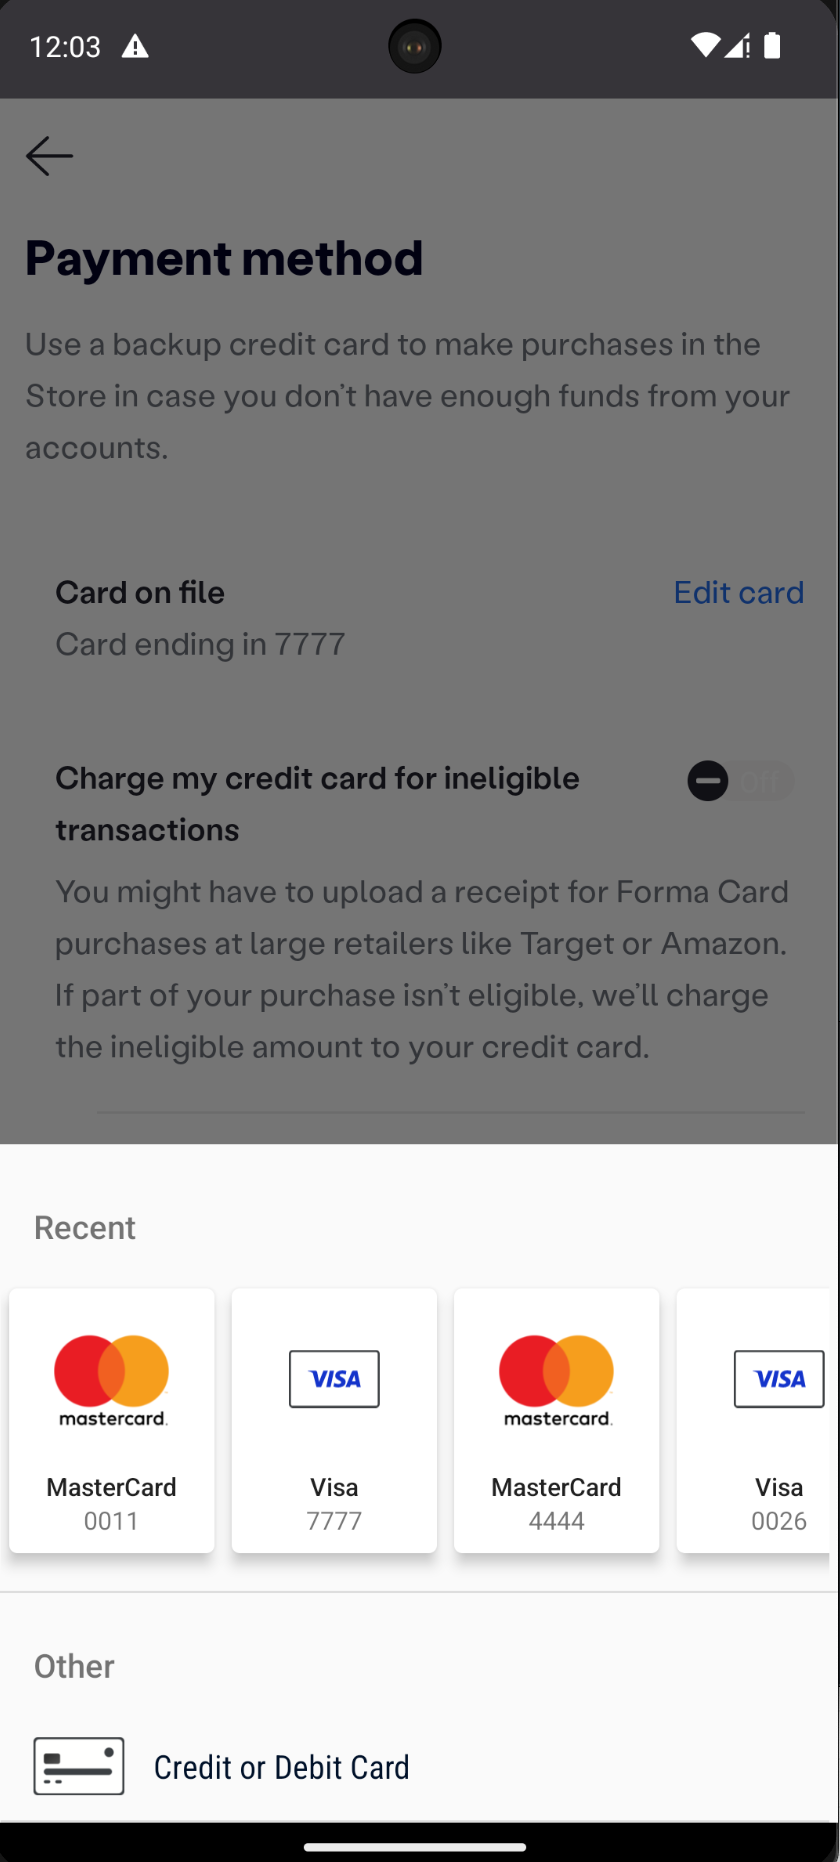 12:03
Payment method
Use a backup credit card to make purchases in the
Store in case you don't have enough funds from your
accounts.
Card on file
Edit card
Card ending in 7777
Charge my credit card for ineligible
transactions
Off
You might have to upload a receipt for Forma Card
purchases at large retailers like Target or Amazon.
If part of your purchase isn't eligible, we'll charge
the ineligible amount to your credit card.
Recent
mastercard.
VISA
mastercard.
VISA
MasterCard
Visa
MasterCard
Visa
0011
7777
4444
0026
Other
Credit or Debit Card